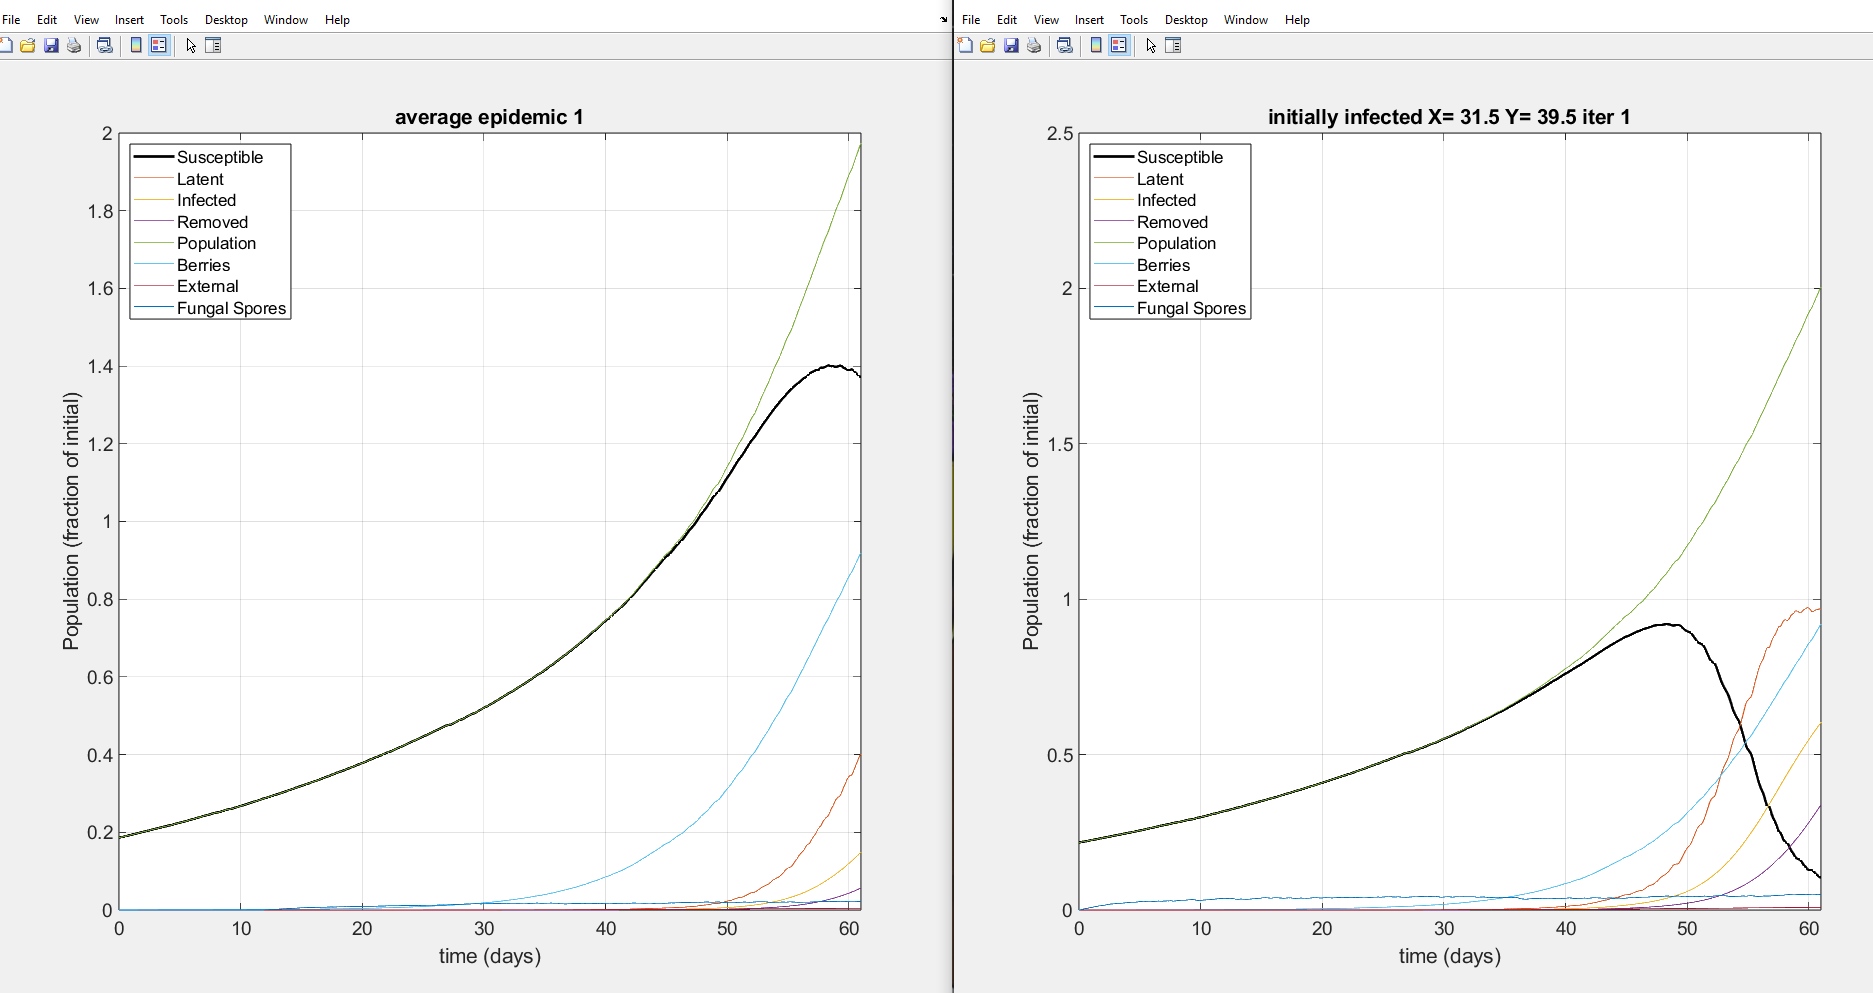 File Edit View Insert Tools Desktop Window Help
average epidemic 1
2
1.8
1.6
1.4
1.2
1
0.8
0.6
0.4
0.2
0
Population (fraction of initial)
Susceptible
Latent
Infected
Removed
Population
Berries
External
Fungal Spores
0 10 20 30 40 50 60
time (days)
File Edit View Insert Tools Desktop Window Help
initially infected X= 31.5 Y= 39.5 iter 1
2.5
2
1.5
1
0.5
0
Population (fraction of initial)
Susceptible
Latent
Infected
Removed
Population
Berries
External
Fungal Spores
0 10 20 30 40 50 60
time (days)